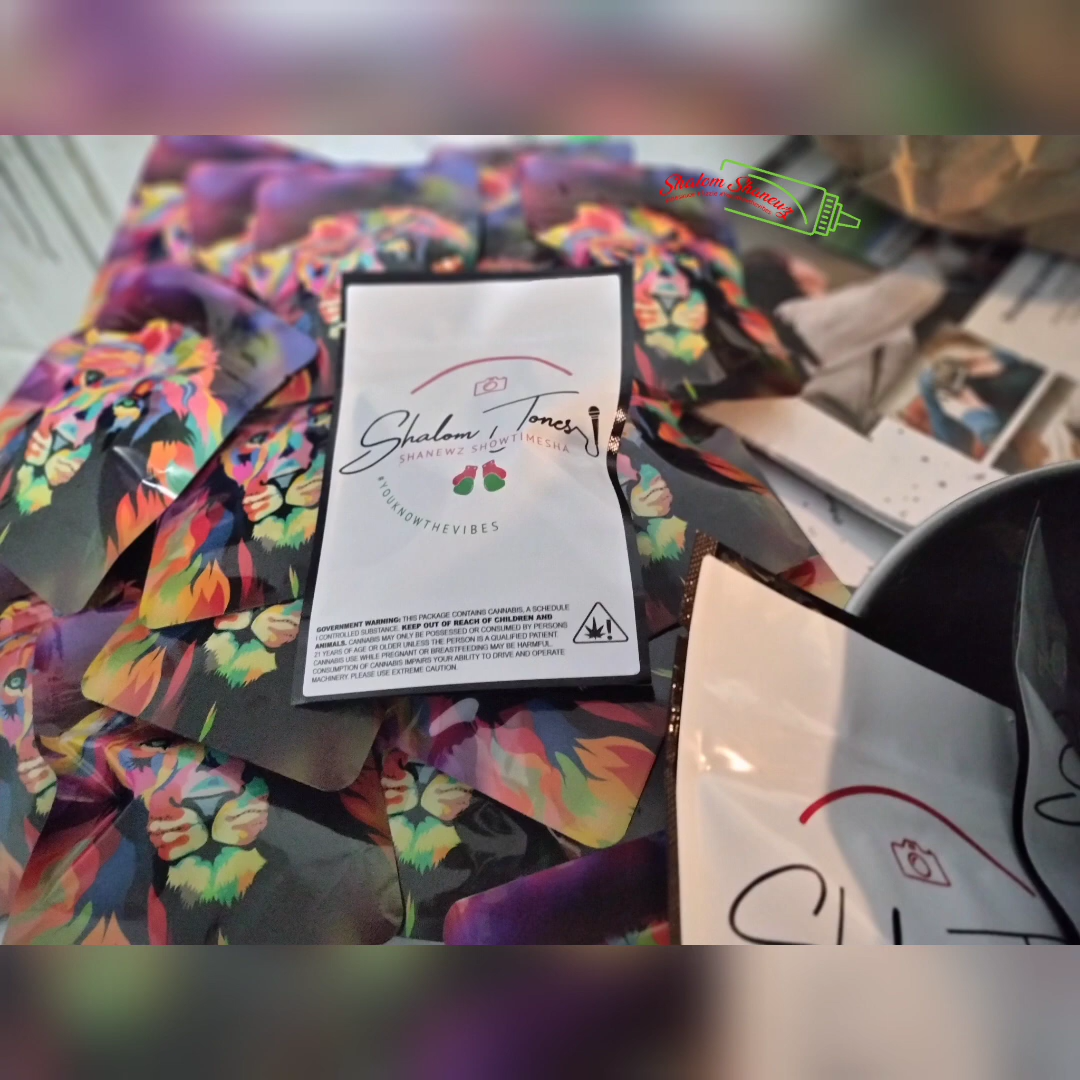 Shalom Shanewz
Shalom Tones
SHANEWZ SHOWTIMESHA
#YOUKNOWTHEVIBES
GOVERNMENT WARNING: THIS PACKAGE CONTAINS CANNABIS, A SCHEDULE
I CONTROLLED SUBSTANCE. KEEP OUT OF REACH OF CHILDREN AND
ANIMALS. CANNABIS MAY ONLY BE POSSESSED OR CONSUMED BY PERSONS
21 YEARS OF AGE OR OLDER UNLESS THE PERSON IS A QUALIFIED PATIENT.
CANNABIS USE WHILE PREGNANT OR BREASTFEEDING MAY BE HARMFUL.
CONSUMPTION OF CANNABIS IMPAIRS YOUR ABILITY TO DRIVE AND OPERATE
MACHINERY. PLEASE USE EXTREME CAUTION.